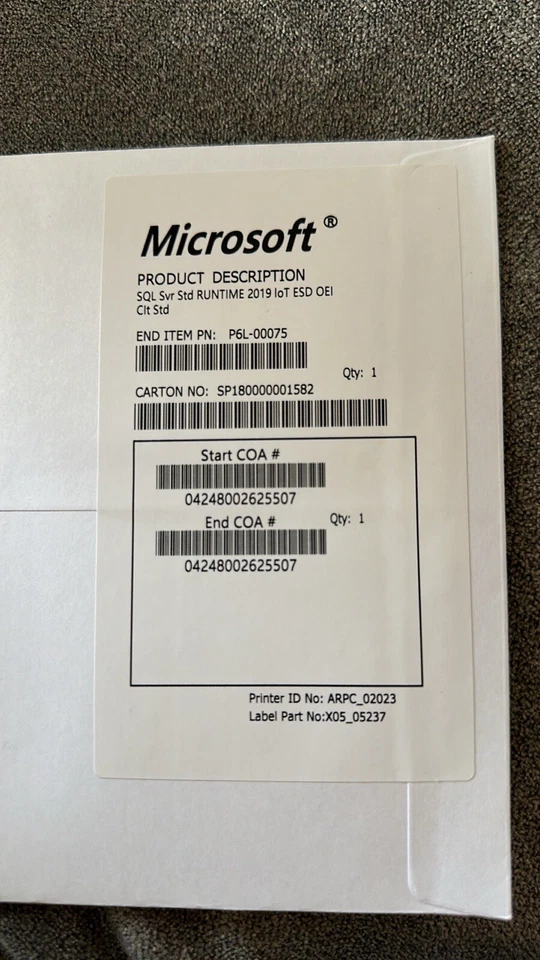 Microsoft®
PRODUCT DESCRIPTION
SQL Svr Std RUNTIME 2019 IoT ESD OEI
Clt Std
END ITEM PN: P6L-00075
Qty: 1
CARTON NO: SP180000001582
Start COA #
04248002625507
End COA # Qty: 1
04248002625507
Printer ID No: ARPC_02023
Label Part No:X05_05237